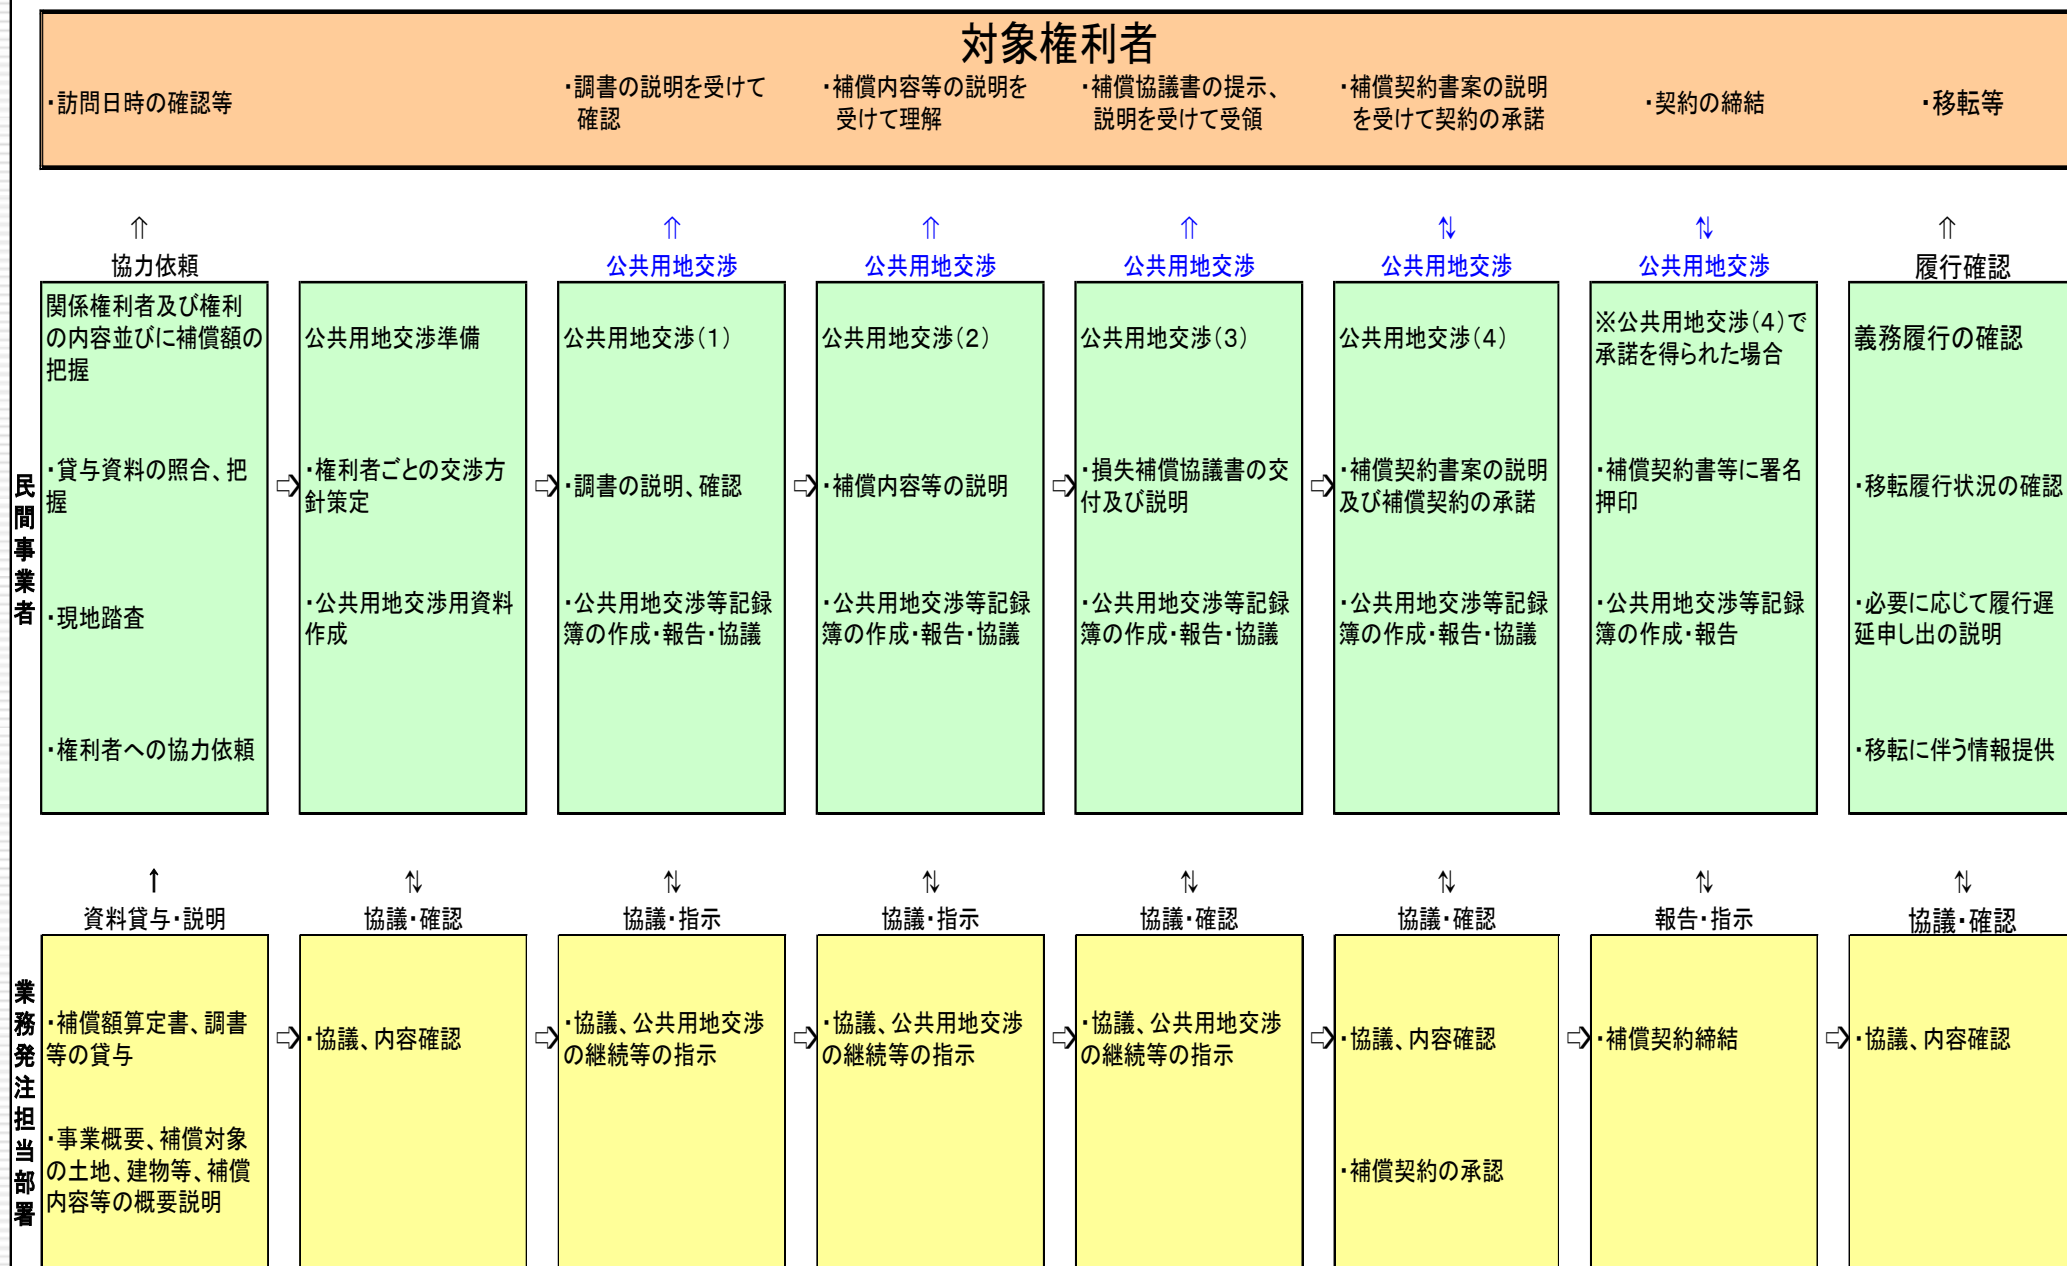 対象権利者
・訪問日時の確認等
・調書の説明を受けて
確認
・補償内容等の説明を
受けて理解
・補償協議書の提示、
説明を受けて受領
・補償契約書案の説明
を受けて契約の承諾
・契約の締結
・移転等
⇑
協力依頼
⇑
公共用地交渉
⇑
公共用地交渉
⇑
公共用地交渉
⇅
公共用地交渉
⇅
公共用地交渉
⇑
履行確認
民間事業者
関係権利者及び権利
の内容並びに補償額の
把握
・貸与資料の照合、把
握
・現地踏査
・権利者への協力依頼
⇨
公共用地交渉準備
・権利者ごとの交渉方
針策定
・公共用地交渉用資料
作成
⇨
公共用地交渉(1)
・調書の説明、確認
・公共用地交渉等記録
簿の作成・報告・協議
⇨
公共用地交渉(2)
・補償内容等の説明
・公共用地交渉等記録
簿の作成・報告・協議
⇨
公共用地交渉(3)
・損失補償協議書の交
付及び説明
・公共用地交渉等記録
簿の作成・報告・協議
⇨
公共用地交渉(4)
・補償契約書案の説明
及び補償契約の承諾
・公共用地交渉等記録
簿の作成・報告・協議
※公共用地交渉(4)で
承諾を得られた場合
・補償契約書等に署名
押印
・公共用地交渉等記録
簿の作成・報告
義務履行の確認
・移転履行状況の確認
・必要に応じて履行遅
延申し出の説明
・移転に伴う情報提供
↑
資料貸与・説明
⇅
協議・確認
⇅
協議・指示
⇅
協議・指示
⇅
協議・確認
⇅
協議・確認
⇅
報告・指示
⇅
協議・確認
業務発注担当部署
・補償額算定書、調書
等の貸与
・事業概要、補償対象
の土地、建物等、補償
内容等の概要説明
⇨
・協議、内容確認
⇨
・協議、公共用地交渉
の継続等の指示
⇨
・協議、公共用地交渉
の継続等の指示
⇨
・協議、公共用地交渉
の継続等の指示
⇨
・協議、内容確認
・補償契約の承認
⇨
・補償契約締結
⇨
・協議、内容確認